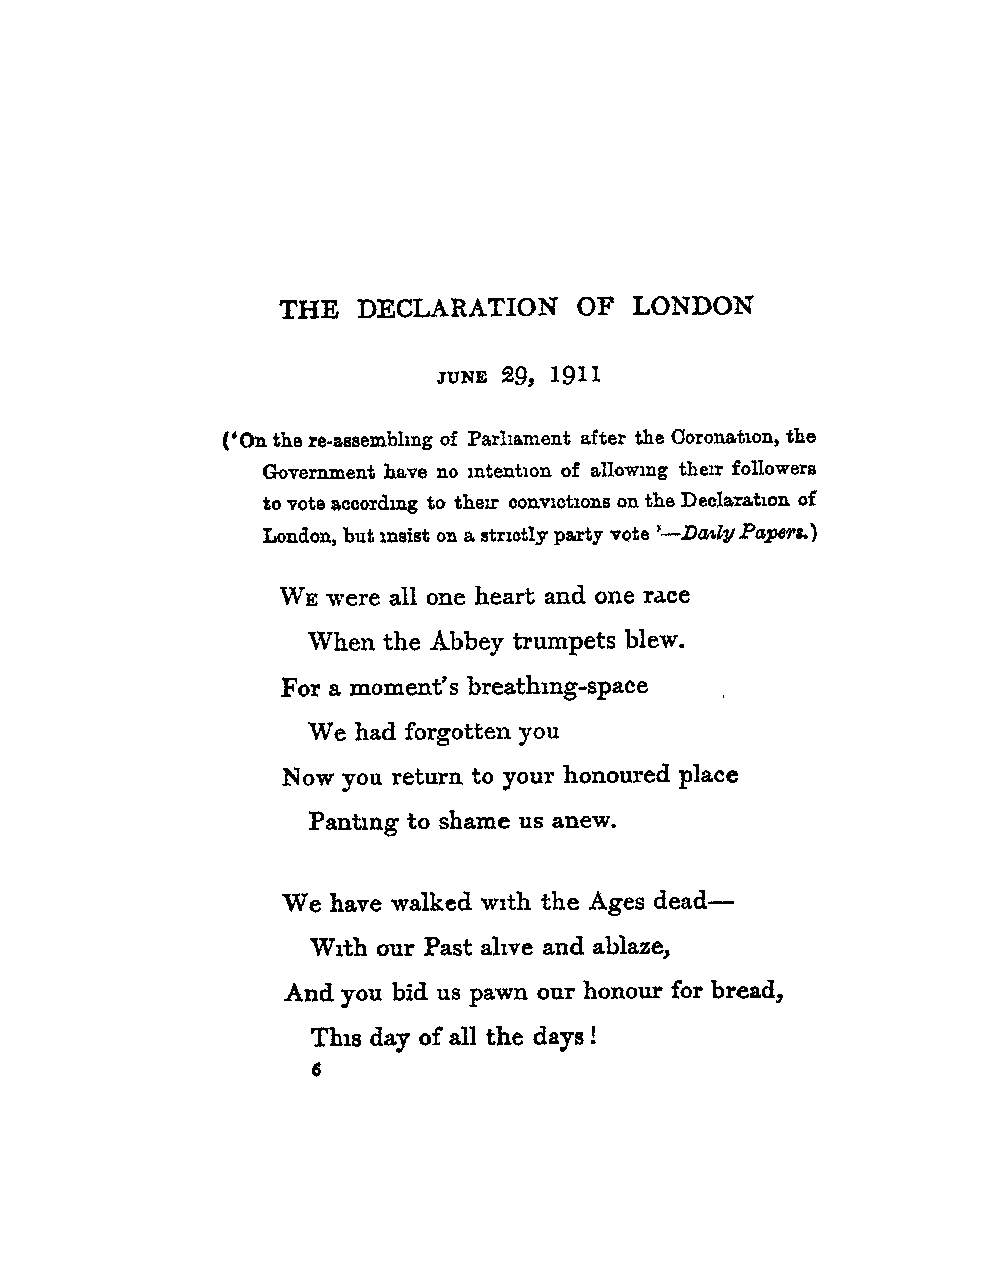 THE DECLARATION OF LONDON
JUNE 29, 1911
('On the re-assembling of Parliament after the Coronation, the
Government have no intention of allowing their followers
to vote according to their convictions on the Declaration of
London, but insist on a strictly party vote '—Daily Papers.)
WE were all one heart and one race
When the Abbey trumpets blew.
For a moment's breathing-space
We had forgotten you
Now you return to your honoured place
Panting to shame us anew.
We have walked with the Ages dead—
With our Past alive and ablaze,
And you bid us pawn our honour for bread,
This day of all the days!
6